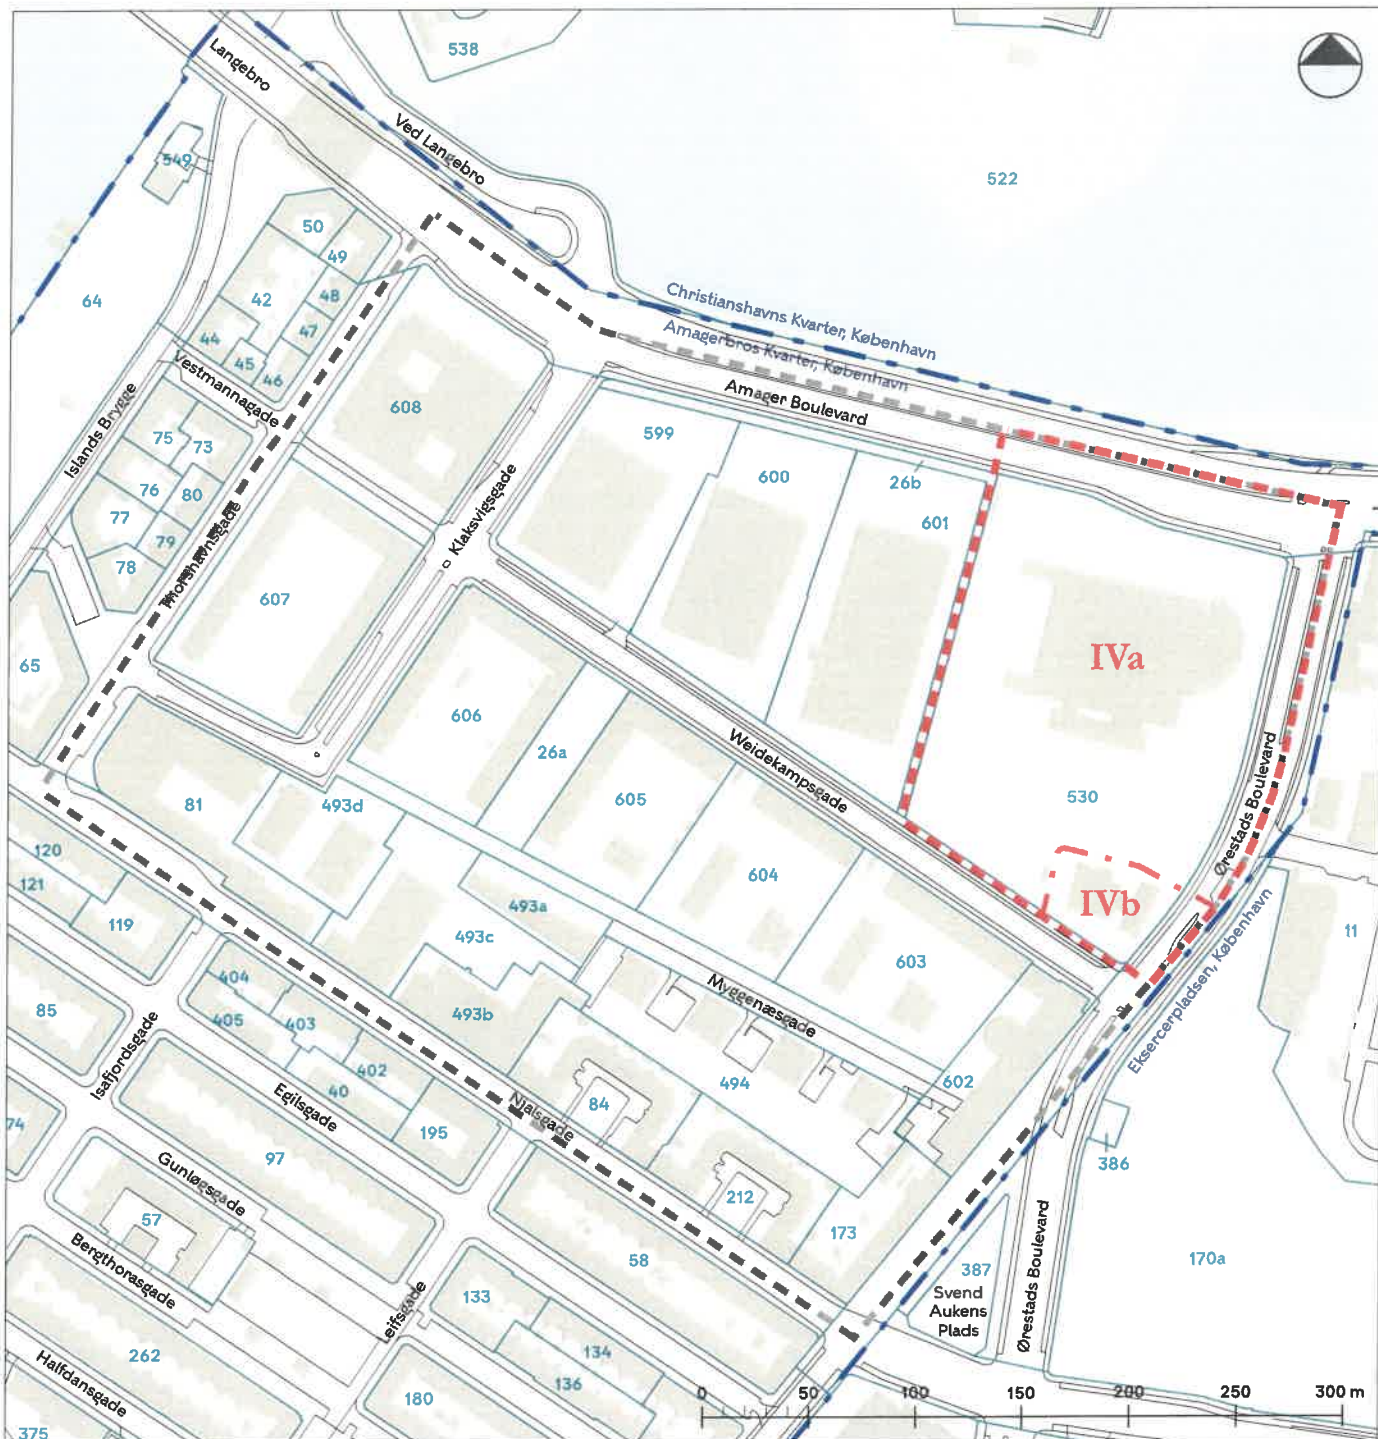 538
Langebro
Ved Langebro
549
522
50
49
Christianshavns Kvarter, København
42
48
64
47
Amagerbros Kvarter, København
44
45
46
Vestmannagade
Amager Boulevard
608
Islands Brygge
75
73
599
600
26b
76
80
601
77
Klaksvigsgade
79
Thorshavnsgade
78
607
65
IVa
606
26a
Weidekampsgade
Ørestads Boulevard
81
493d
605
530
120
604
121
IVb
493a
119
493c
11
404
603
Eksercerpladsen, København
85
Myggenæsgade
405
403
493b
Isafjordsgade
402
494
602
40
Egilsgade
Njalsgade
84
74
195
97
386
Gunløgsgade
212
57
173
58
170a
Bergthorasgade
387
Ørestads Boulevard
133
Svend
Aukens
Plads
Leifsgade
262
134
136
Halfdansgade
180
0 50 100 150 200 250 300 m
375